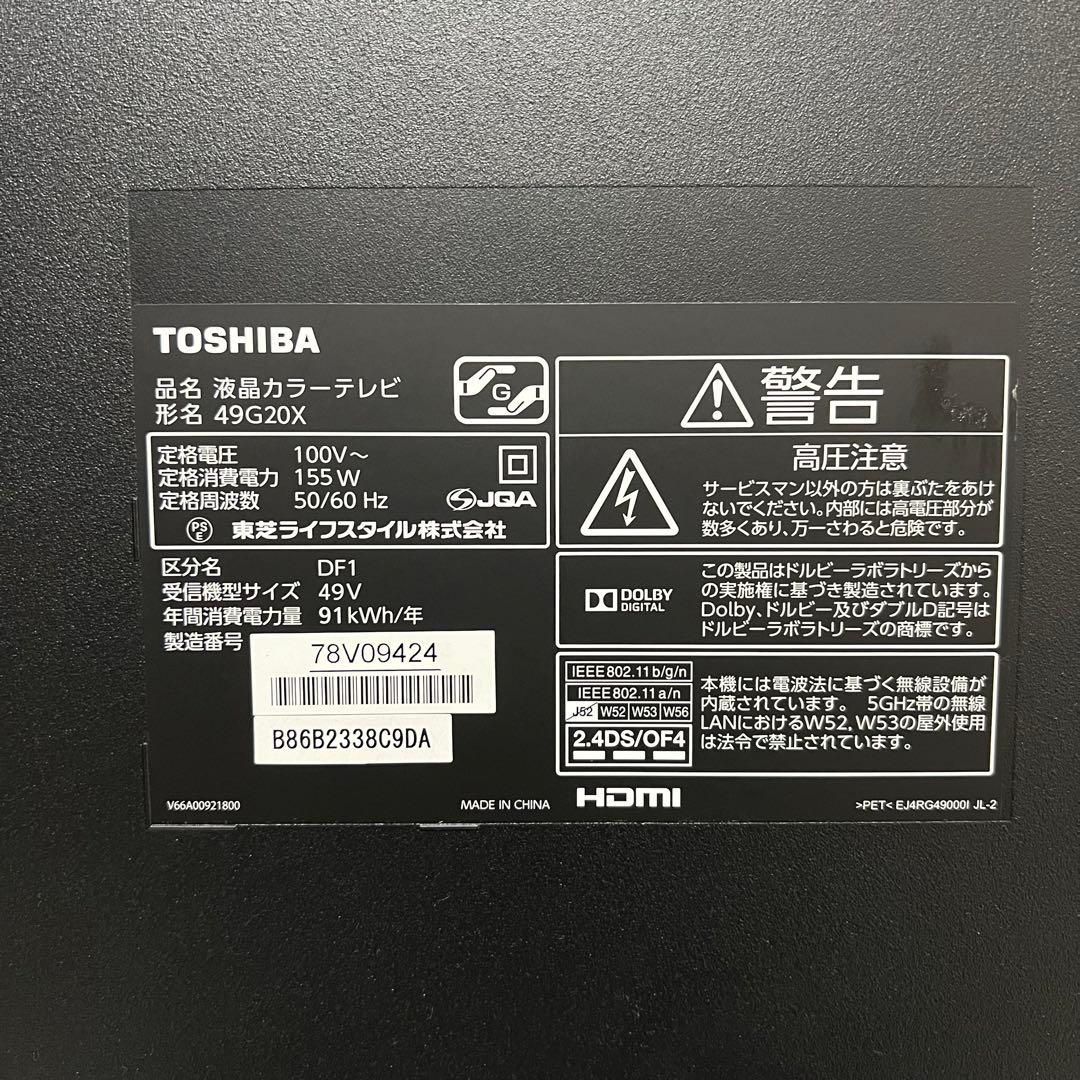 TOSHIBA
品名 液晶カラーテレビ
形名 49G20X
G
定格電圧 100V～
定格消費電力 155W
定格周波数 50/60 Hz
JQA
PS
E
東芝ライフスタイル株式会社
区分名 DF1
受信機型サイズ 49V
年間消費電力量 91kWh/年
製造番号
78V09424
B86B2338C9DA
V66A00921800
MADE IN CHINA
警告
高圧注意
サービスマン以外の方は裏ぶたをあけ
ないでください。内部には高電圧部分が
数多くあり、万一さわると危険です。
DOLBY
DIGITAL
この製品はドルビーラボラトリーズから
の実施権に基づき製造されています。
Dolby、ドルビー及びダブルD記号は
ドルビーラボラトリーズの商標です。
IEEE802.11b/g/n
IEEE802.11a/n
J52 W52 W53 W56
2.4DS/OF4
本機には電波法に基づく無線設備が
内蔵されています。 5GHz帯の無線
LANにおけるW52、W53の屋外使用
は法令で禁止されています。
HDMI
>PET< EJ4RG49000I JL-2